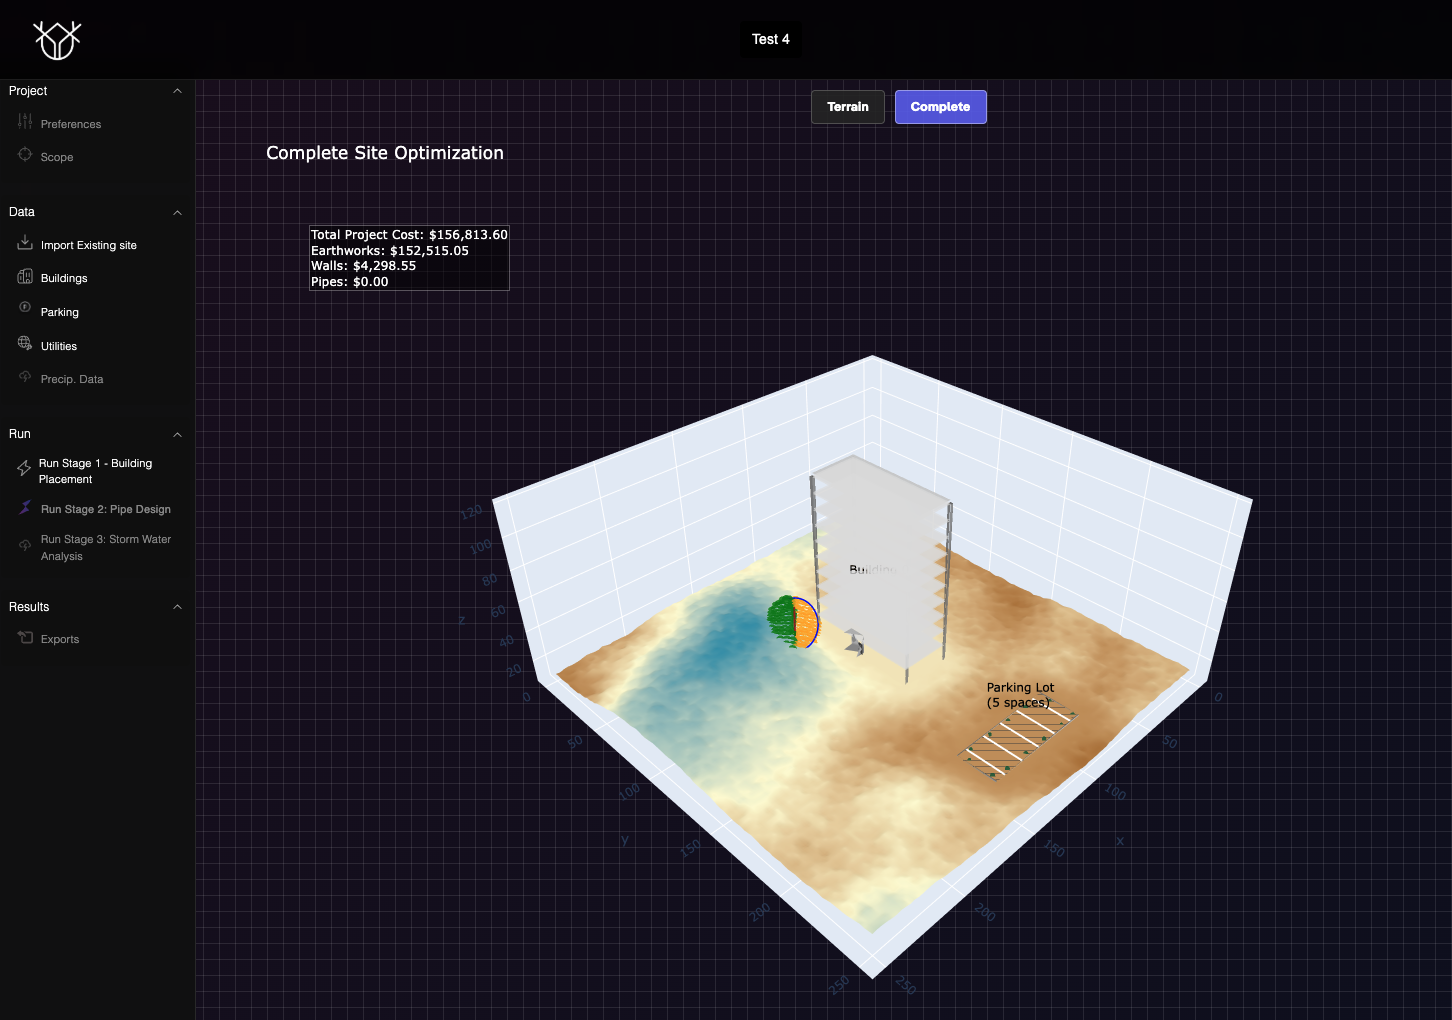 Test 4
Project
Preferences
Scope
Data
Import Existing site
Buildings
Parking
Utilities
Precip. Data
Run
Run Stage 1 - Building
Placement
Run Stage 2: Pipe Design
Run Stage 3: Storm Water
Analysis
Results
Exports
Terrain
Complete
Complete Site Optimization
Total Project Cost: $156,813.60
Earthworks: $152,515.05
Walls: $4,298.55
Pipes: $0.00
120
100
80
60
40
20
z
Building
Parking Lot
(5 spaces)
0
50
100
150
200
250
y
0
50
100
150
200
250
x